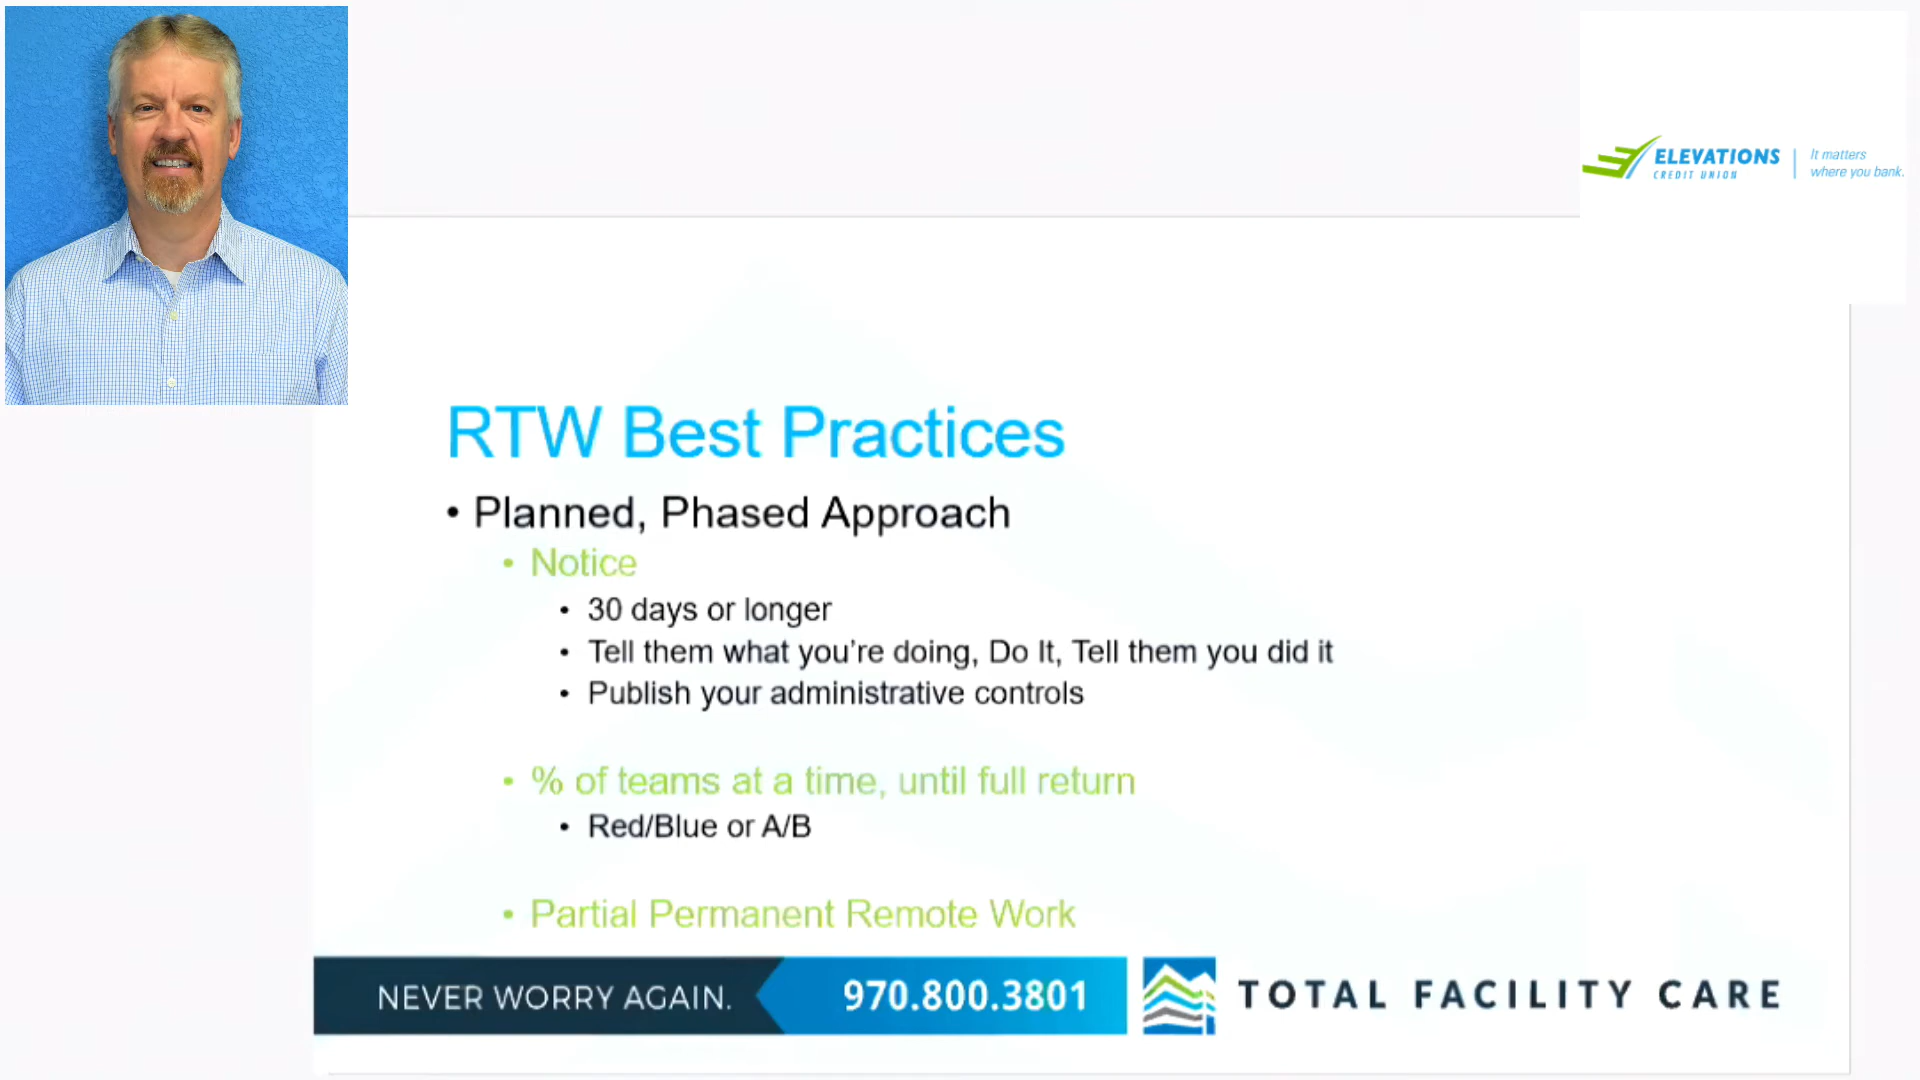 ELEVATIONS
CREDIT UNION
It matters
where you bank.
RTW Best Practices
• Planned, Phased Approach
• Notice
• 30 days or longer
• Tell them what you're doing, Do It, Tell them you did it
• Publish your administrative controls
• % of teams at a time, until full return
• Red/Blue or A/B
• Partial Permanent Remote Work
NEVER WORRY AGAIN.
970.800.3801
TOTAL FACILITY CARE